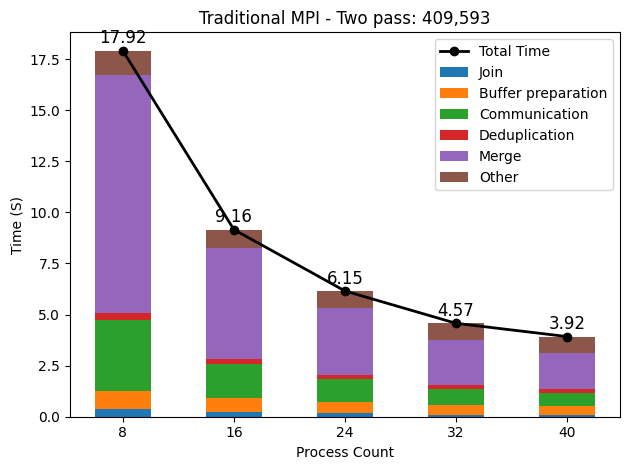 Traditional MPI - Two pass: 409,593
17.92
9.16
6.15
4.57
3.92
Total Time
Join
Buffer preparation
Communication
Deduplication
Merge
Other
Time (S)
17.5
15.0
12.5
10.0
7.5
5.0
2.5
0.0
8 16 24 32 40
Process Count